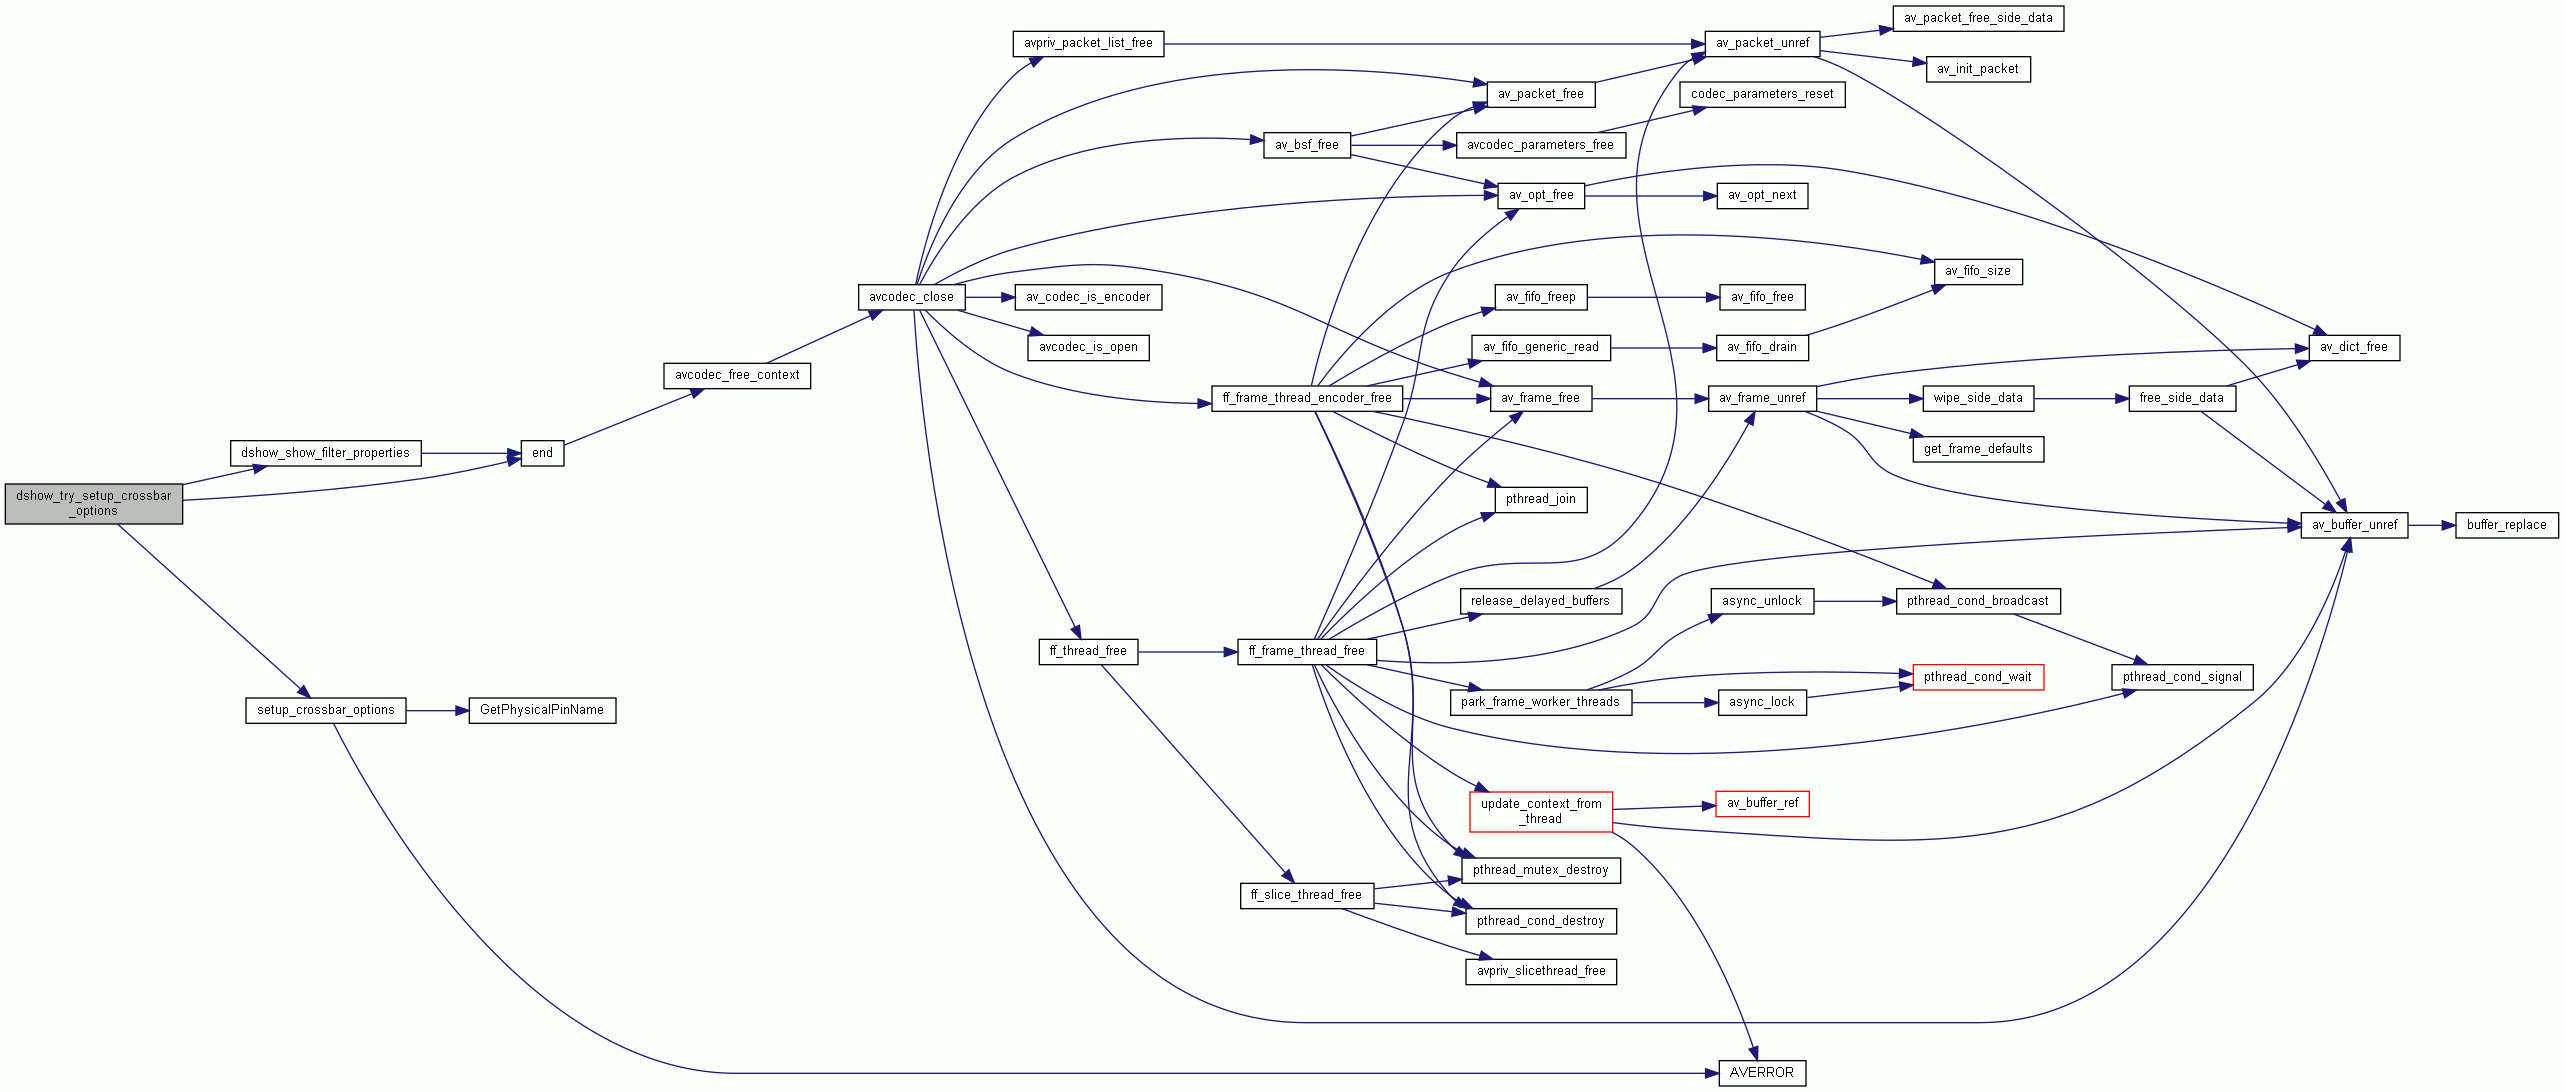 av_packet_free_side_data
avpriv_packet_list_free
av_packet_unref
av_init_packet
av_packet_free
codec_parameters_reset
av_bsf_free
avcodec_parameters_free
av_opt_free
av_opt_next
av_fifo_size
avcodec_close
av_codec_is_encoder
av_fifo_freep
av_fifo_free
avcodec_is_open
av_fifo_generic_read
av_fifo_drain
av_dict_free
avcodec_free_context
ff_frame_thread_encoder_free
av_frame_free
av_frame_unref
wipe_side_data
free_side_data
dshow_show_filter_properties
end
get_frame_defaults
dshow_try_setup_crossbar
_options
pthread_join
av_buffer_unref
buffer_replace
release_delayed_buffers
async_unlock
pthread_cond_broadcast
ff_thread_free
ff_frame_thread_free
pthread_cond_wait
pthread_cond_signal
setup_crossbar_options
GetPhysicalPinName
park_frame_worker_threads
async_lock
update_context_from
_thread
av_buffer_ref
pthread_mutex_destroy
ff_slice_thread_free
pthread_cond_destroy
avpriv_slicethread_free
AVERROR